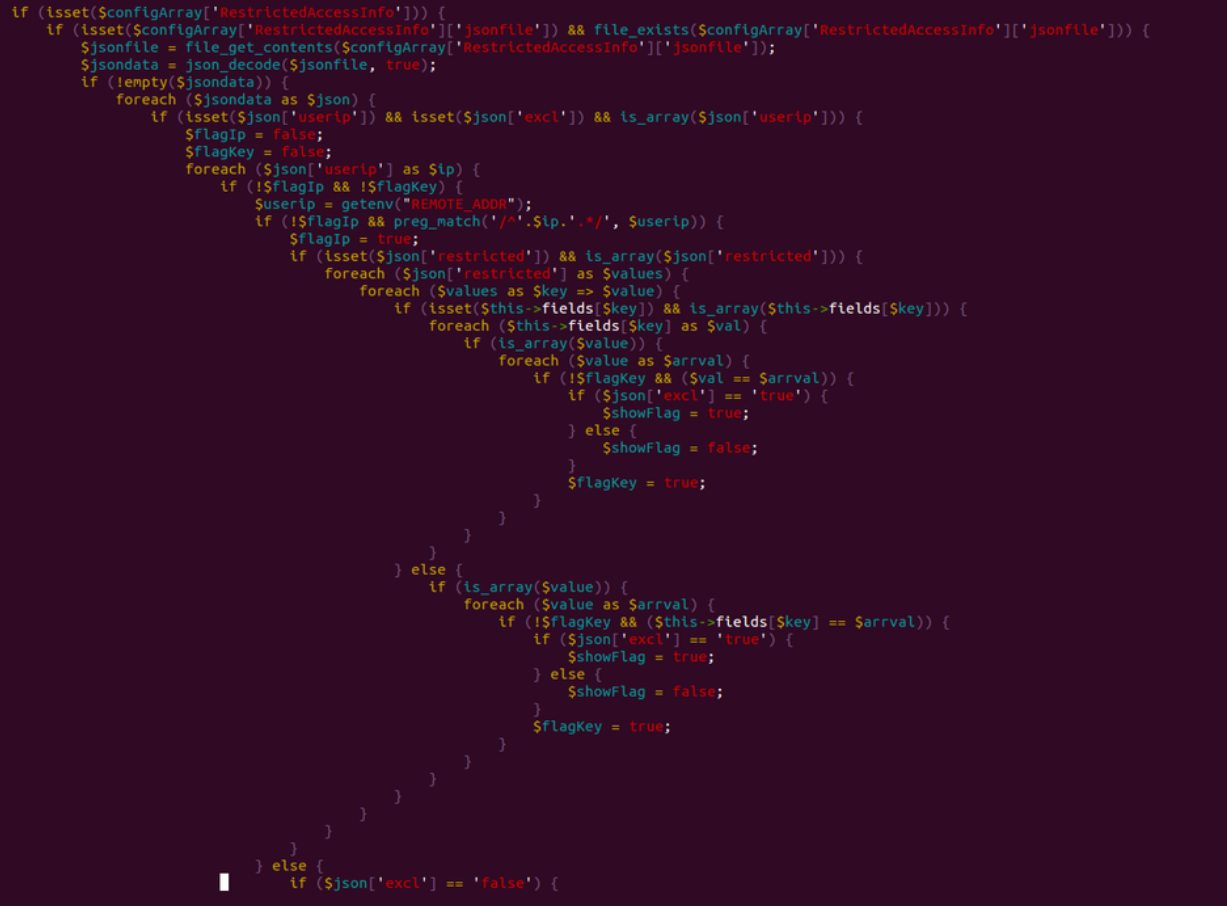 if (isset($configArray['RestrictedAccessInfo'])) {
    if (isset($configArray['RestrictedAccessInfo']['jsonfile']) && file_exists($configArray['RestrictedAccessInfo']['jsonfile'])) {
        $jsonfile = file_get_contents($configArray['RestrictedAccessInfo']['jsonfile']);
        $jsondata = json_decode($jsonfile, true);
        if (!empty($jsondata)) {
            foreach ($jsondata as $json) {
                if (isset($json['userip']) && isset($json['excl']) && is_array($json['userip'])) {
                    $flagIp = false;
                    $flagKey = false;
                    foreach ($json['userip'] as $ip) {
                        if (!$flagIp && !$flagKey) {
                            $userip = getenv("REMOTE_ADDR");
                            if (!$flagIp && preg_match('/^'.$ip.'.*/', $userip)) {
                                $flagIp = true;
                                if (isset($json['restricted']) && is_array($json['restricted'])) {
                                    foreach ($json['restricted'] as $values) {
                                        foreach ($values as $key => $value) {
                                            if (isset($this->fields[$key]) && is_array($this->fields[$key])) {
                                                foreach ($this->fields[$key] as $val) {
                                                    if (is_array($value)) {
                                                        foreach ($value as $arrval) {
                                                            if (!$flagKey && ($val == $arrval)) {
                                                                if ($json['excl'] == 'true') {
                                                                    $showFlag = true;
                                                                } else {
                                                                    $showFlag = false;
                                                                }
                                                                $flagKey = true;
                                                            }
                                                        }
                                                    }
                                                }
                                            } else {
                                                if (is_array($value)) {
                                                    foreach ($value as $arrval) {
                                                        if (!$flagKey && ($this->fields[$key] == $arrval)) {
                                                            if ($json['excl'] == 'true') {
                                                                $showFlag = true;
                                                            } else {
                                                                $showFlag = false;
                                                            }
                                                            $flagKey = true;
                                                        }
                                                    }
                                                }
                                            }
                                        }
                                    }
                                }
                            } else {
                                if ($json['excl'] == 'false') {